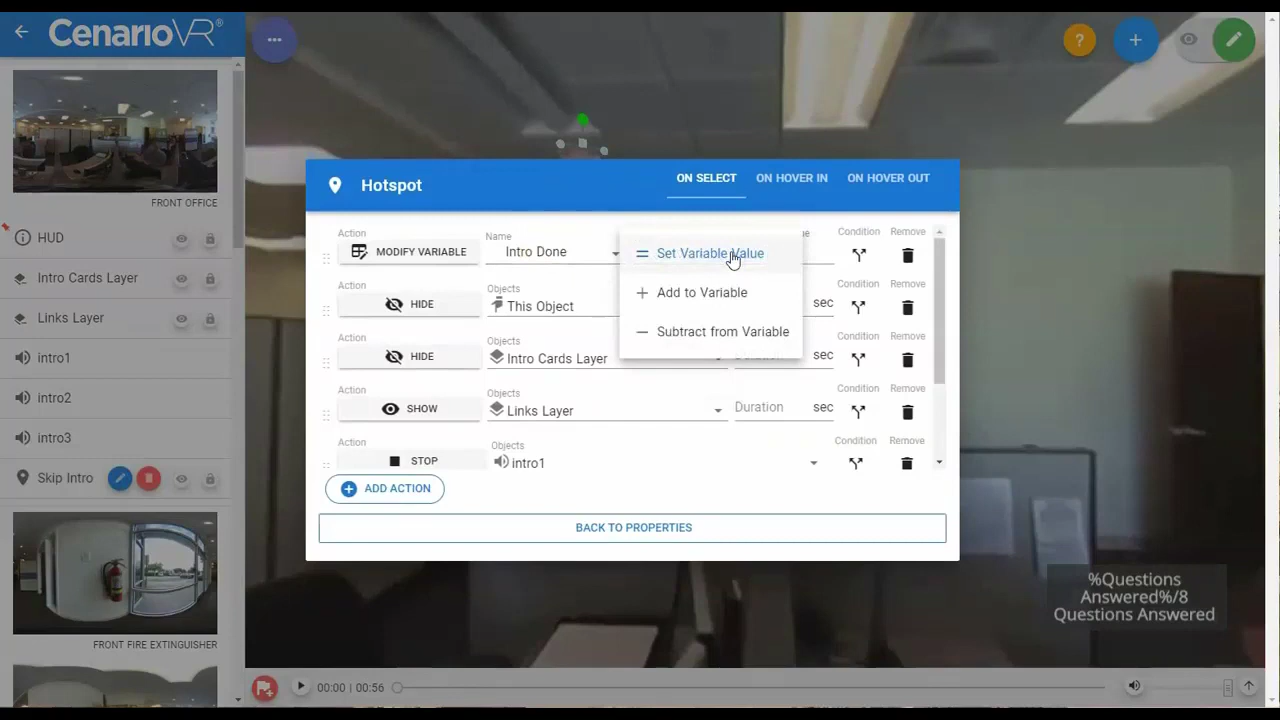 CenarioVR®
FRONT OFFICE
HUD
Intro Cards Layer
Links Layer
intro1
intro2
intro3
Skip Intro
FRONT FIRE EXTINGUISHER
?
Hotspot
ON SELECT
ON HOVER IN
ON HOVER OUT
Action
Name
Condition
Remove
MODIFY VARIABLE
Intro Done
Set Variable Value
Add to Variable
Subtract from Variable
Action
Objects
Condition
Remove
HIDE
This Object
sec
Action
Objects
Condition
Remove
HIDE
Intro Cards Layer
sec
Action
Objects
Condition
Remove
SHOW
Links Layer
Duration
sec
Action
Objects
Condition
Remove
STOP
intro1
ADD ACTION
BACK TO PROPERTIES
%Questions
Answered%/8
Questions Answered
00:00 | 00:56